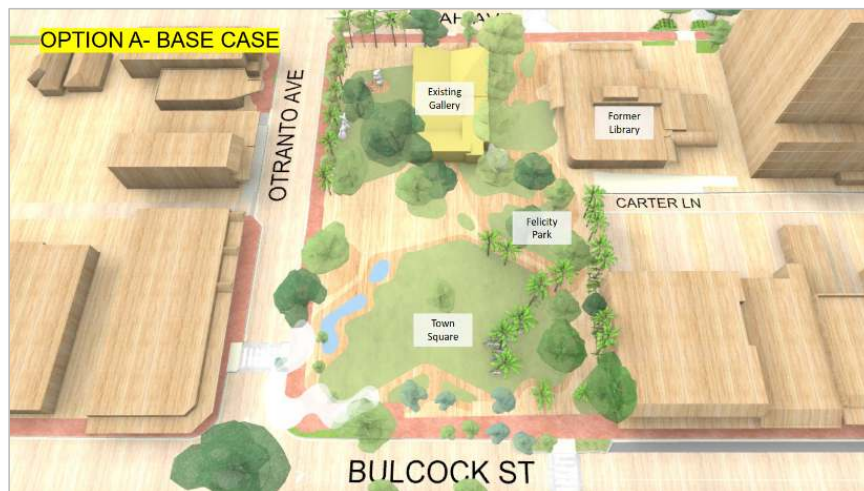 OPTION A- BASE CASE
OTRANTO AVE
Existing
Gallery
Former
Library
CARTER LN
Felicity
Park
Town
Square
BULCOCK ST